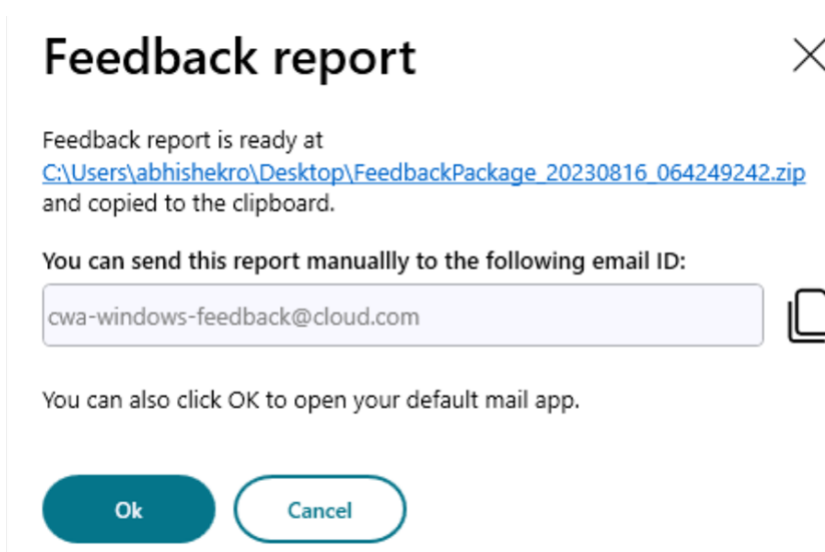 Feedback report
Feedback report is ready at
C:\Users\abhishekro\Desktop\FeedbackPackage_20230816_064249242.zip
and copied to the clipboard.
You can send this report manuallly to the following email ID:
cwa-windows-feedback@cloud.com
You can also click OK to open your default mail app.
Ok
Cancel